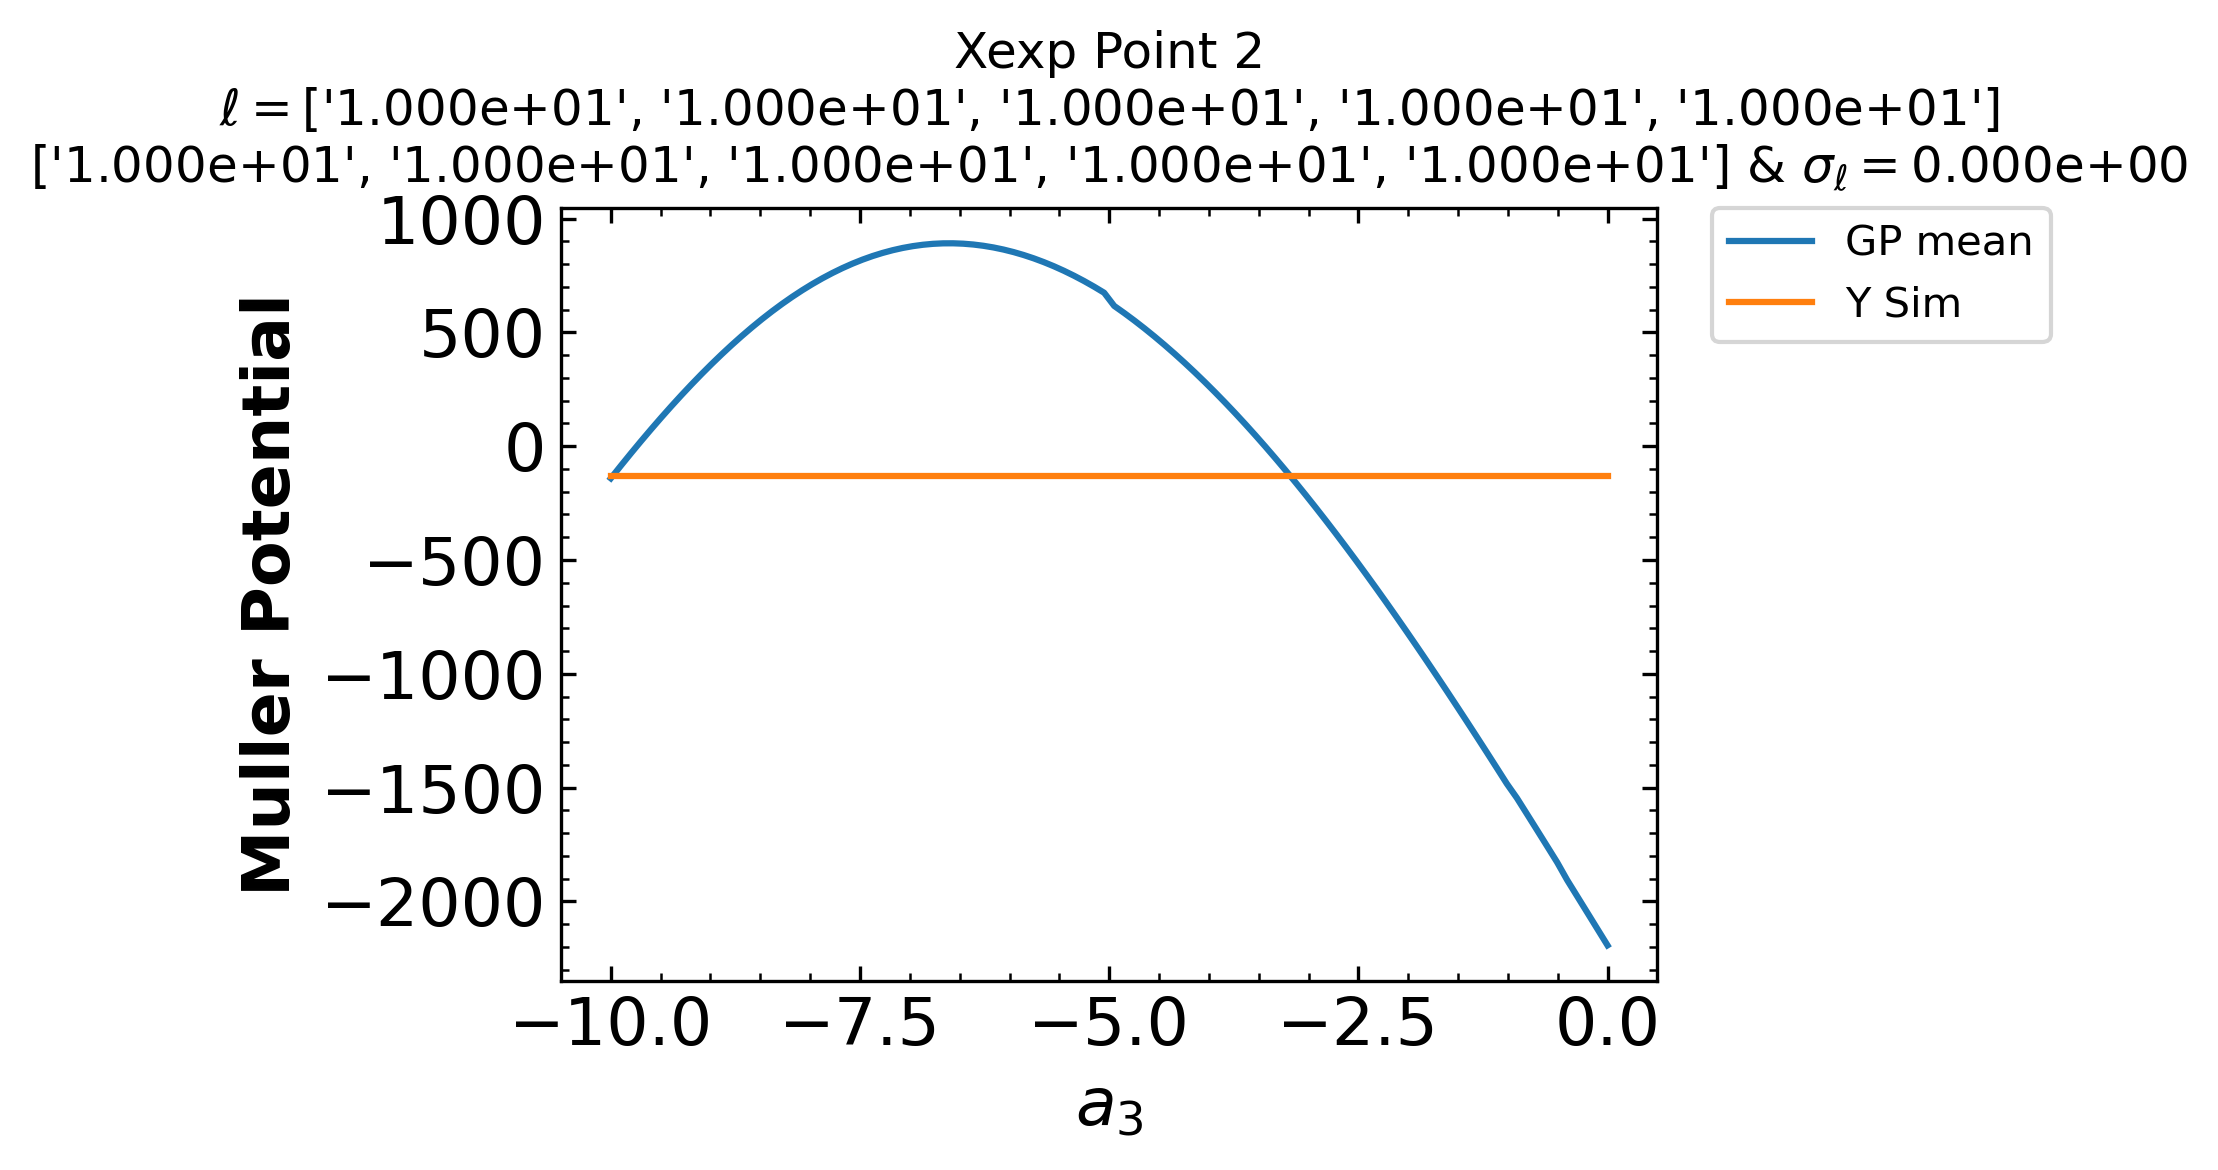 Xexp Point 2
ℓ = ['1.000e+01', '1.000e+01', '1.000e+01', '1.000e+01', '1.000e+01']
['1.000e+01', '1.000e+01', '1.000e+01', '1.000e+01', '1.000e+01'] & σℓ = 0.000e+00
GP mean
Y Sim
Muller Potential
1000
500
0
−500
−1000
−1500
−2000
−10.0 −7.5 −5.0 −2.5 0.0
a₃